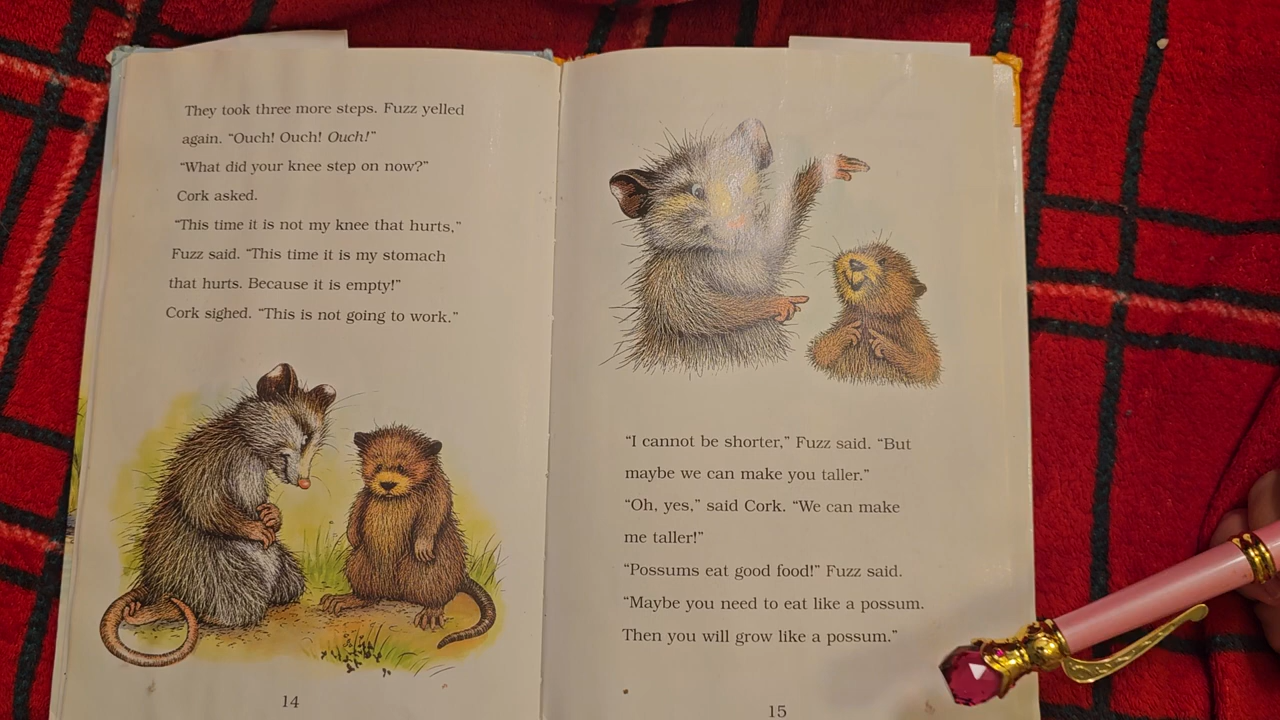 They took three more steps. Fuzz yelled
again. “Ouch! Ouch! Ouch!”
“What did your knee step on now?”
Cork asked.
“This time it is not my knee that hurts,”
Fuzz said. “This time it is my stomach
that hurts. Because it is empty!”
Cork sighed. “This is not going to work.”
14
“I cannot be shorter,” Fuzz said. “But
maybe we can make you taller.”
“Oh, yes,” said Cork. “We can make
me taller!”
“Possums eat good food!” Fuzz said.
“Maybe you need to eat like a possum.
Then you will grow like a possum.”
15